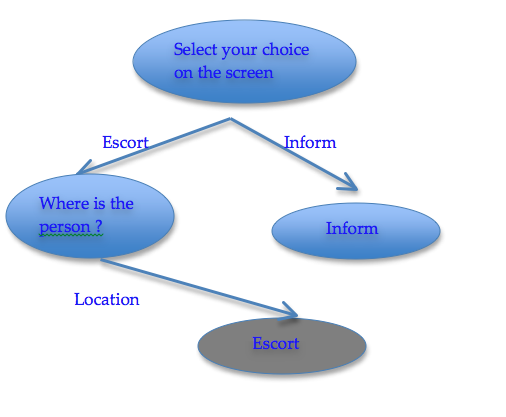 Select your choice
on the screen
Escort
Inform
Where is the
person ?
Inform
Location
Escort